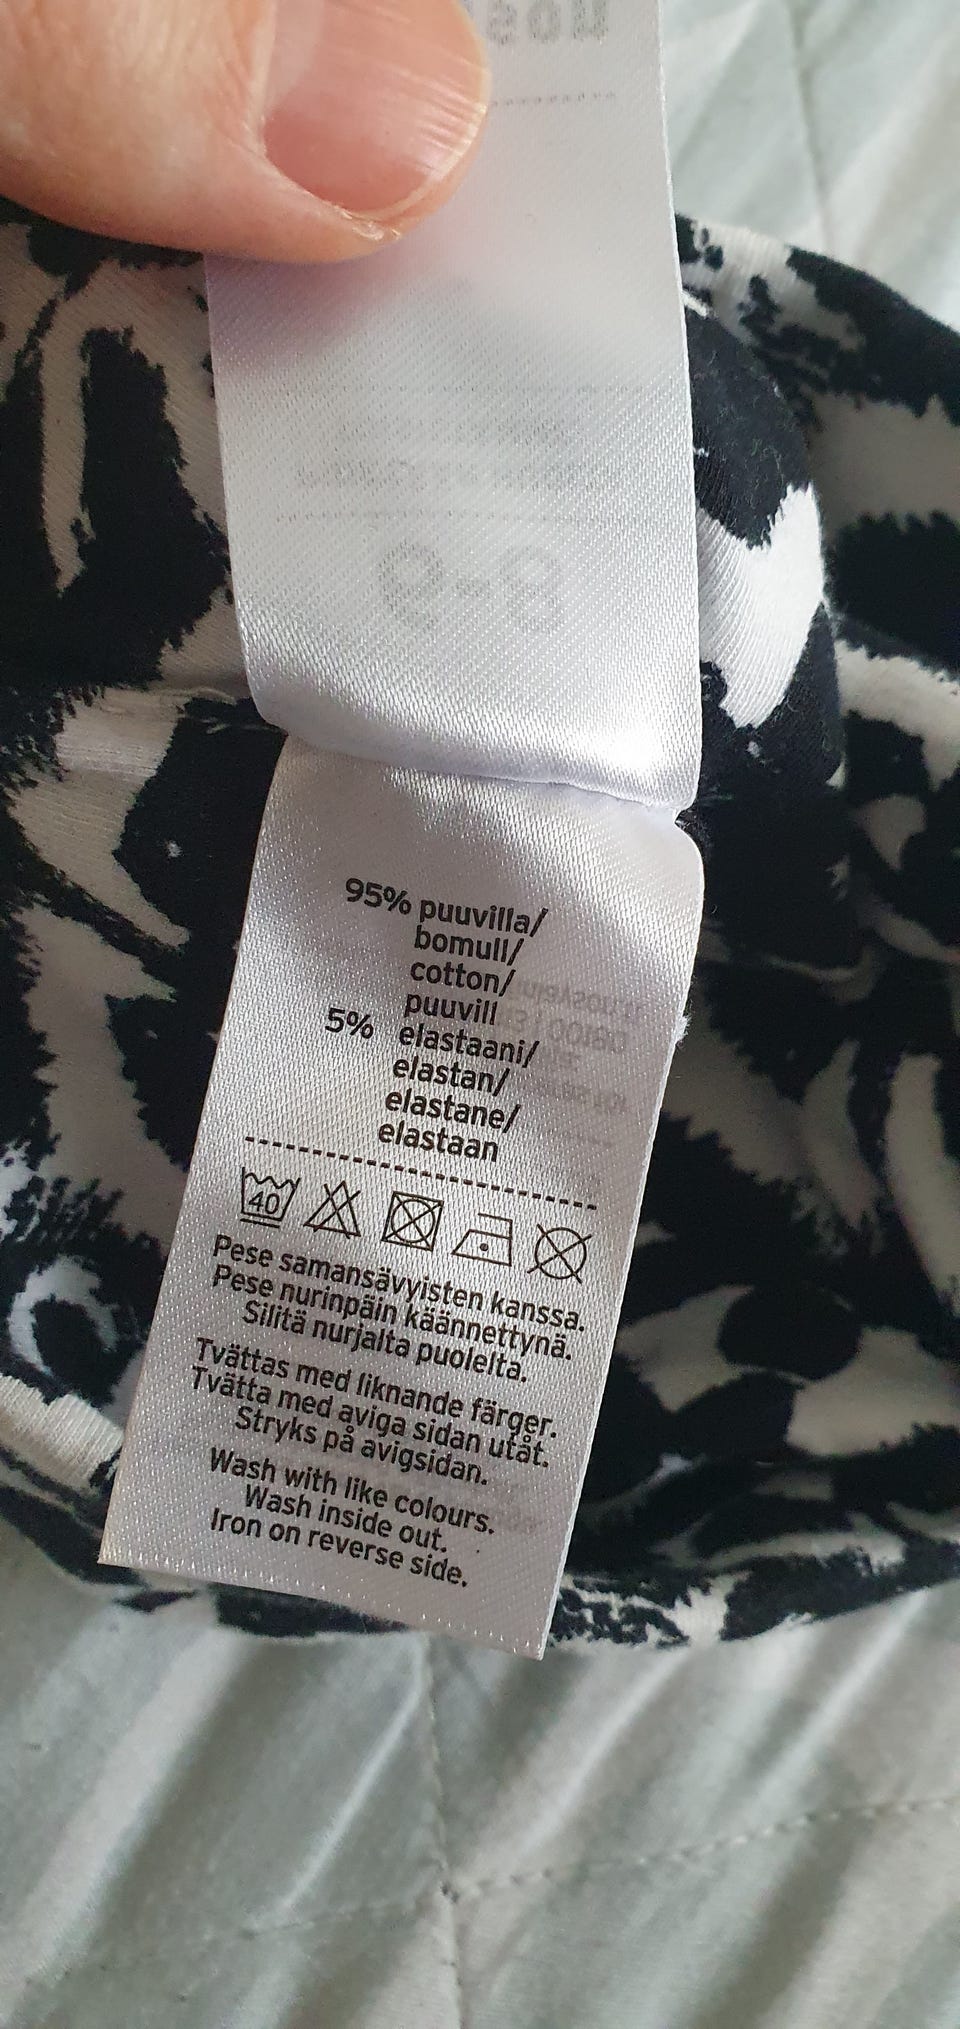 95% puuvilla/
bomull/
cotton/
puuvill
5% elastaani/
elastan/
elastane/
elastaan
40
Pese samansävyisten kanssa.
Pese nurinpäin käännettynä.
Silitä nurjalta puolelta.
Tvättas med liknande färger.
Tvätta med aviga sidan utåt.
Stryks på avigsidan.
Wash with like colours.
Wash inside out.
Iron on reverse side.